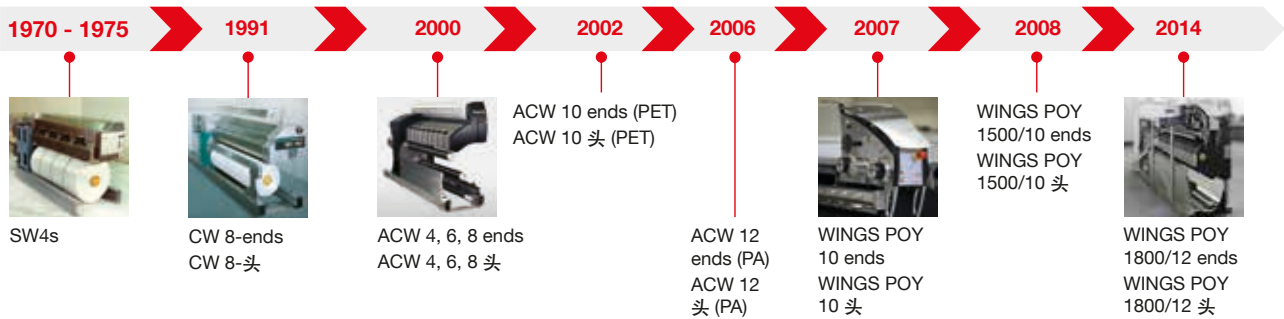 1970 - 1975
1991
2000
2002
2006
2007
2008
2014
SW4s
CW 8-ends
CW 8-头
ACW 4, 6, 8 ends
ACW 4, 6, 8 头
ACW 10 ends (PET)
ACW 10 头 (PET)
ACW 12
ends (PA)
ACW 12
头 (PA)
WINGS POY
10 ends
WINGS POY
10 头
WINGS POY
1500/10 ends
WINGS POY
1500/10 头
WINGS POY
1800/12 ends
WINGS POY
1800/12 头